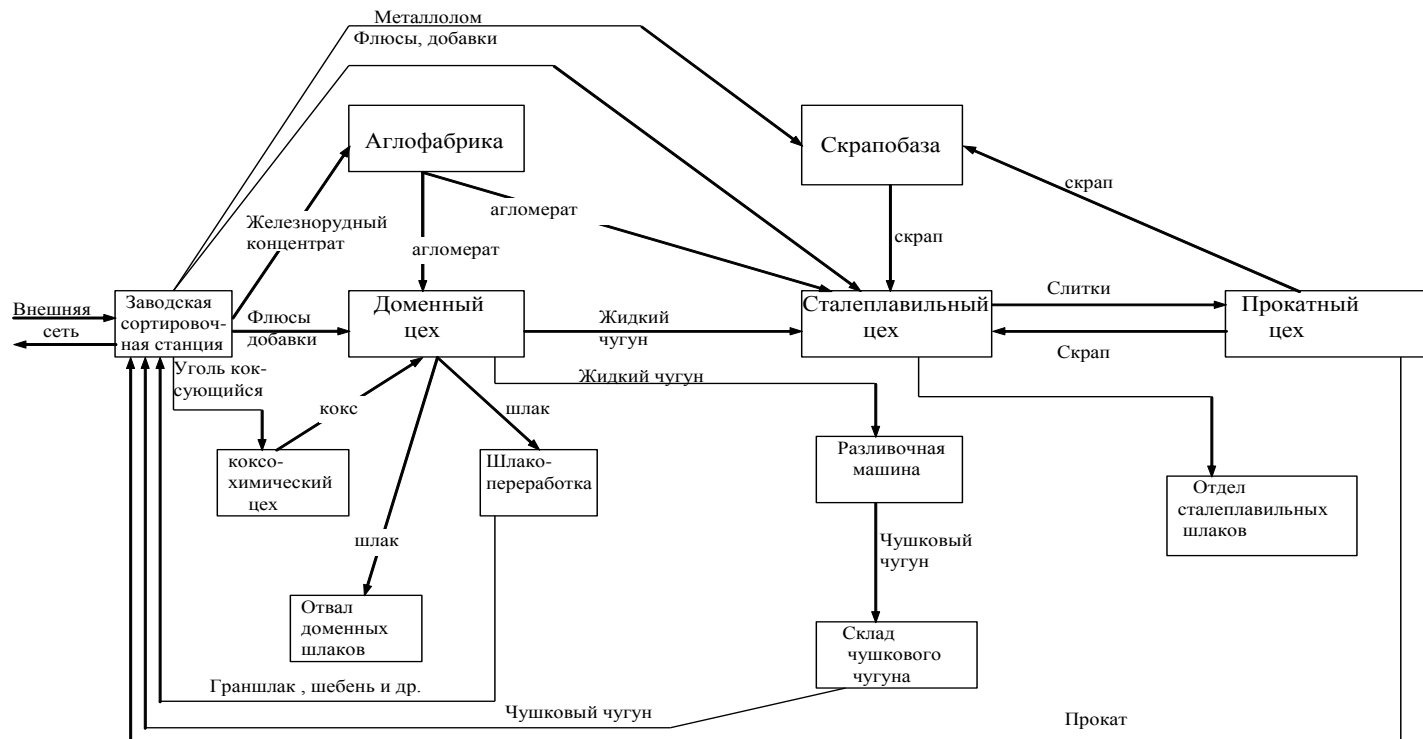 Металлолом
Флюсы, добавки
Аглофабрика
Скрапобаза
скрап
агломерат
Железнорудный
концентрат
агломерат
скрап
Внешняя
сеть
Заводская
сортировоч-
ная станция
Флюсы
добавки
Доменный
цех
Жидкий
чугун
Сталеплавильный
цех
Слитки
Скрап
Прокатный
цех
Уголь кок-
сующийся
Жидкий чугун
кокс
шлак
коксо-
химический
цех
Шлако-
переработка
Разливочная
машина
Отдел
сталеплавильных
шлаков
шлак
Чушковый
чугун
Отвал
доменных
шлаков
Склад
чушкового
чугуна
Граншлак , шебень и др.
Чушковый чугун
Прокат